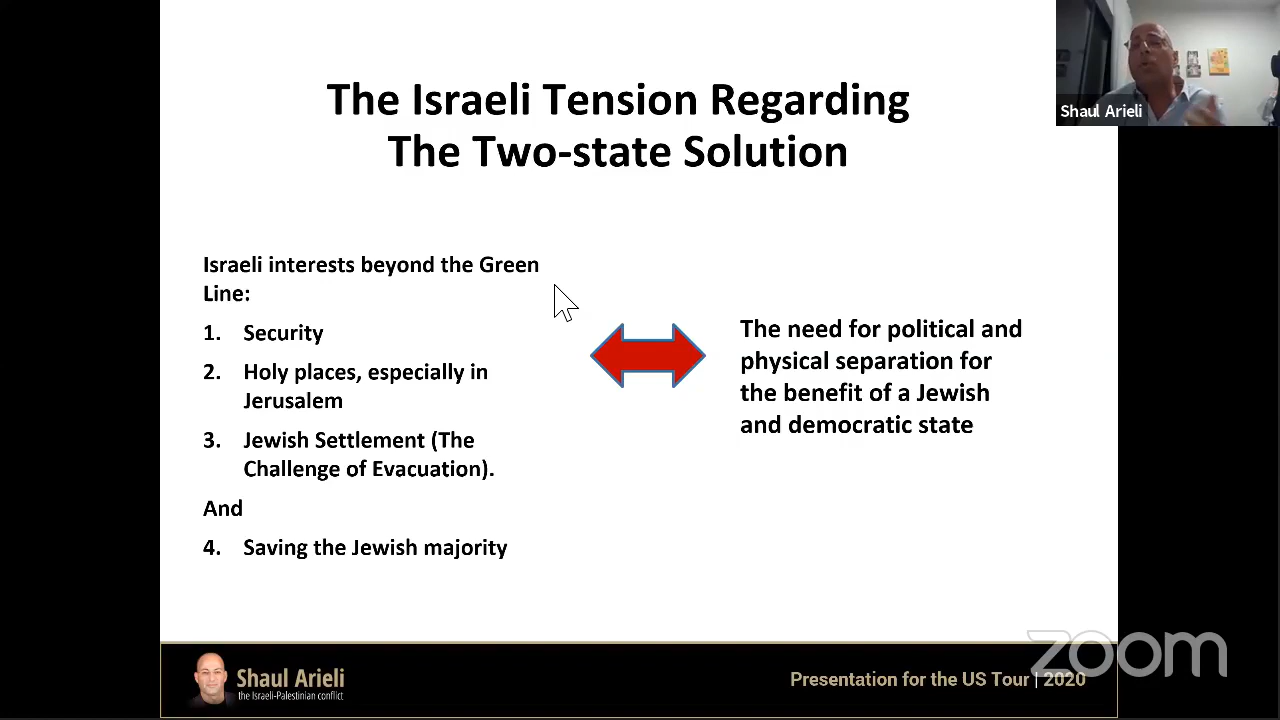 The Israeli Tension Regarding
The Two-state Solution
Shaul Arieli
Israeli interests beyond the Green
Line:
1. Security
2. Holy places, especially in
Jerusalem
3. Jewish Settlement (The
Challenge of Evacuation).
And
4. Saving the Jewish majority
The need for political and
physical separation for
the benefit of a Jewish
and democratic state
Shaul Arieli
the Israeli-Palestinian conflict
Presentation for the US Tour | 2020
zoom